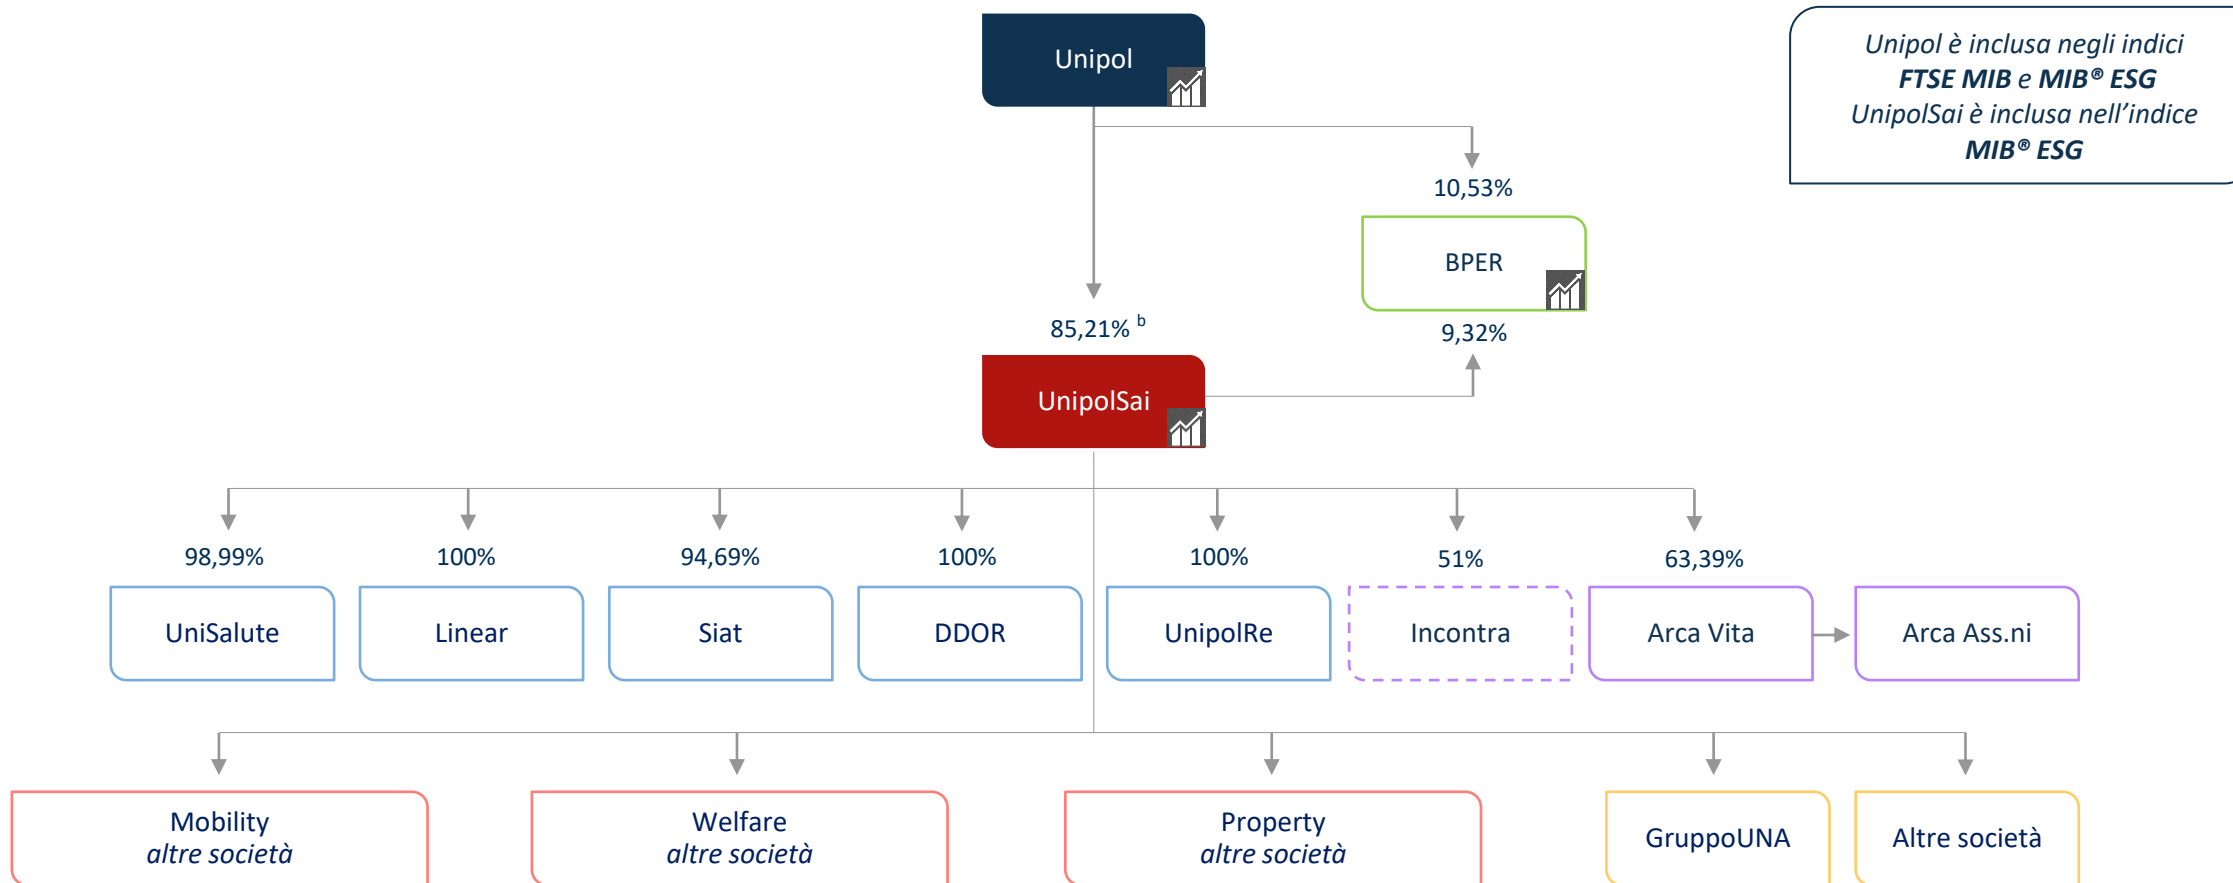 Unipol
Unipol è inclusa negli indici
FTSE MIB e MIB® ESG
UnipolSai è inclusa nell'indice
MIB® ESG
10,53%
BPER
9,32%
85,21% b
UnipolSai
98,99%
100%
94,69%
100%
100%
51%
63,39%
UniSalute
Linear
Siat
DDOR
UnipolRe
Incontra
Arca Vita
Arca Ass.ni
Mobility
altre società
Welfare
altre società
Property
altre società
GruppoUNA
Altre società